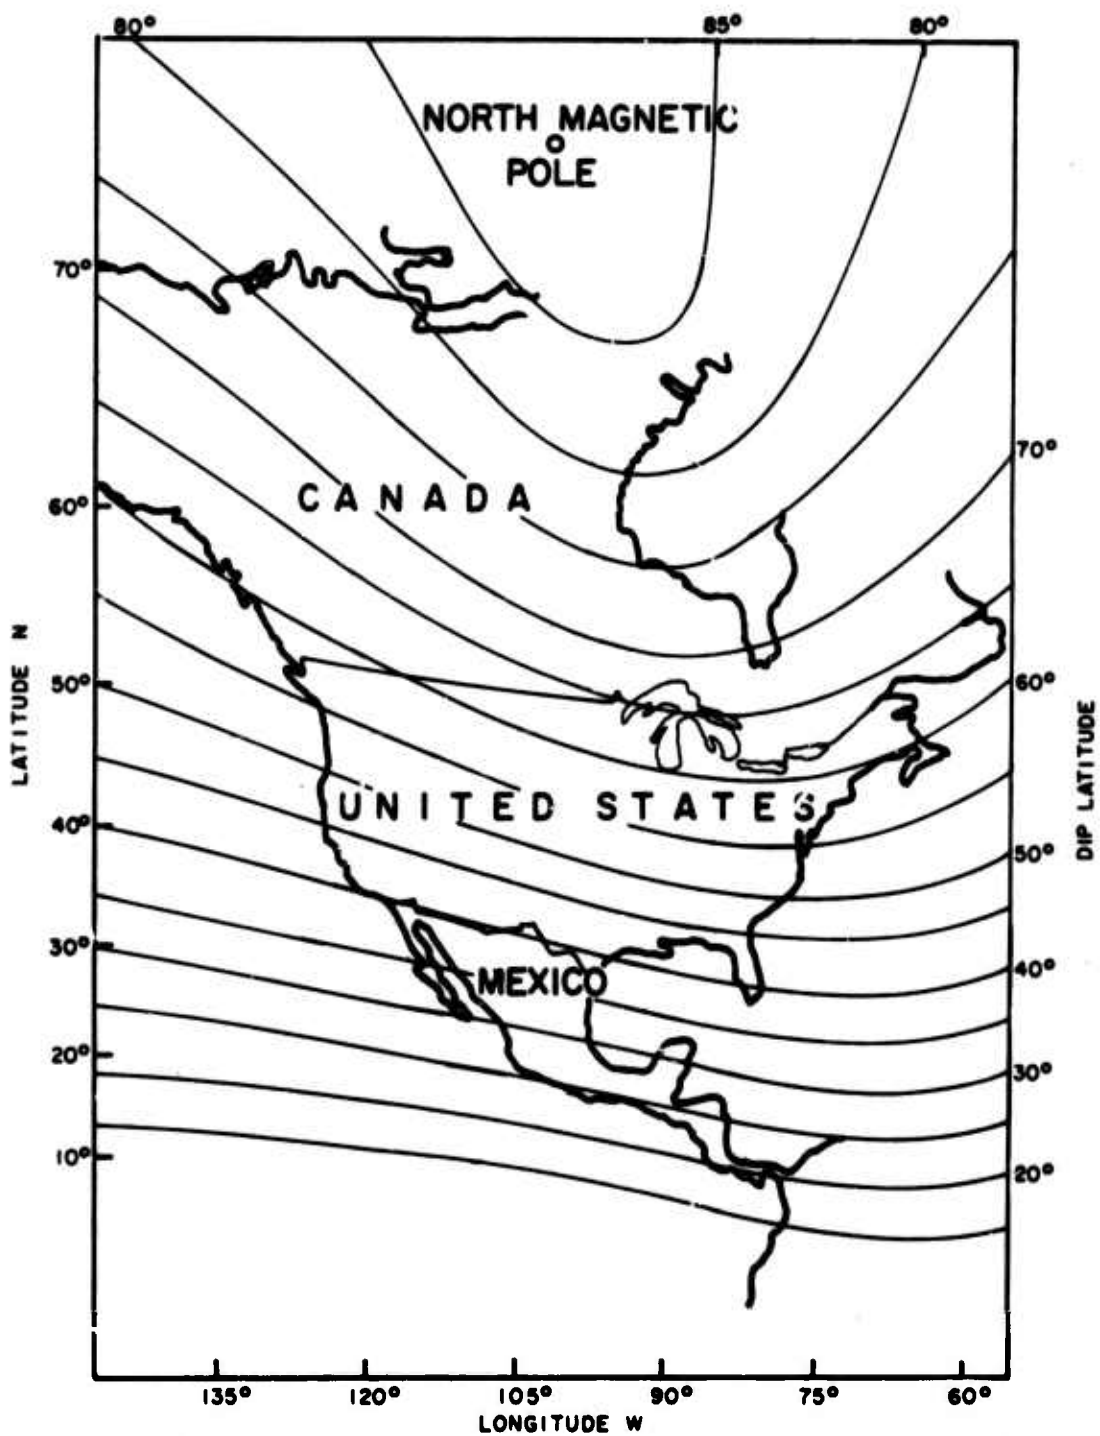 80° 85° 80°
NORTH MAGNETIC
POLE
70°
70°
CANADA
60°
50°
60°
LATITUDE N
DIP LATITUDE
UNITED STATES
40°
50°
30°
40°
MEXICO
20°
30°
10°
20°
135° 120° 105° 90° 75° 60°
LONGITUDE W